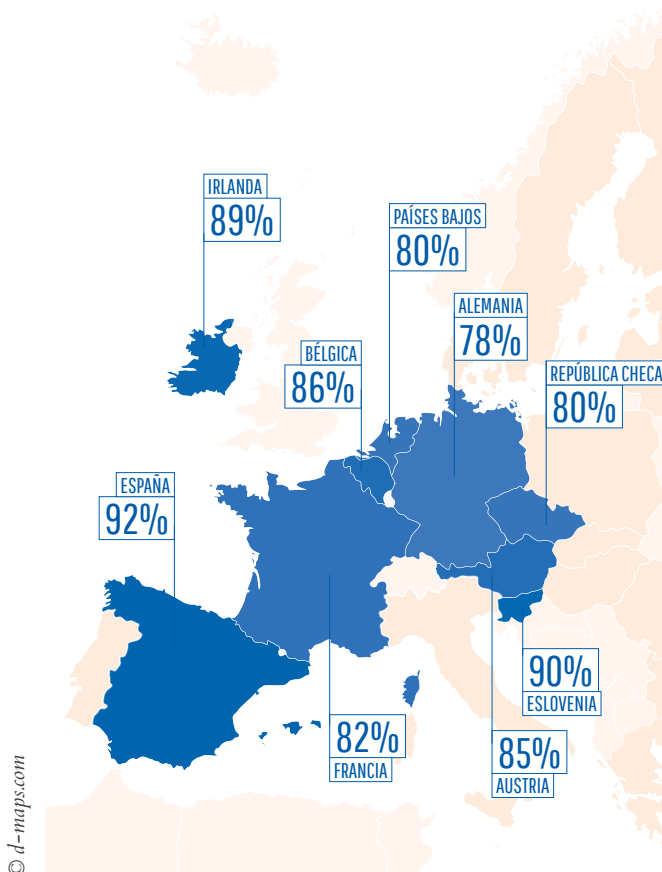 IRLANDA
89%
PAÍSES BAJOS
80%
ALEMANIA
78%
BÉLGICA
86%
REPÚBLICA CHECA
80%
ESPAÑA
92%
90%
ESLOVENIA
82%
FRANCIA
85%
AUSTRIA
© d-maps.com